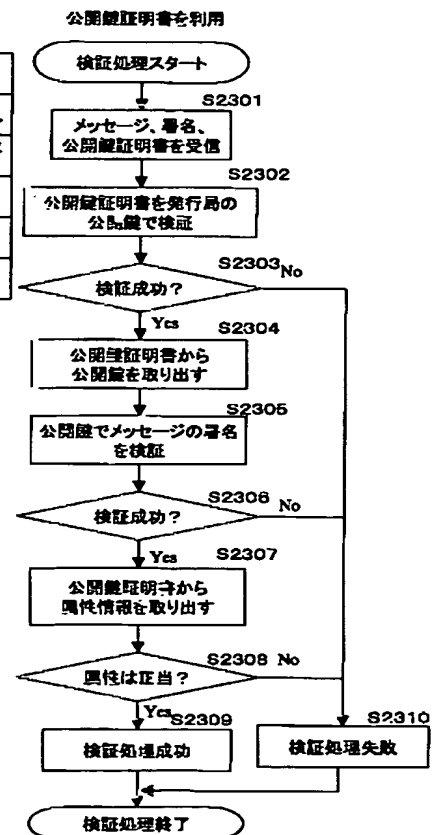 公開鍵証明書を利用
検証処理スタート
S2301
メッセージ、署名、
公開鍵証明書を受信
S2302
公開鍵証明書を発行局の
公開鍵で検証
S2303
No
検証成功?
Yes
S2304
公開鍵証明書から
公開鍵を取り出す
S2305
公開鍵でメッセージの署名
を検証
S2306
No
検証成功?
Yes
S2307
公開鍵証明書から
属性情報を取り出す
S2308 No
属性は正当?
Yes
S2309
検証処理成功
S2310
検証処理失敗
検証処理終了